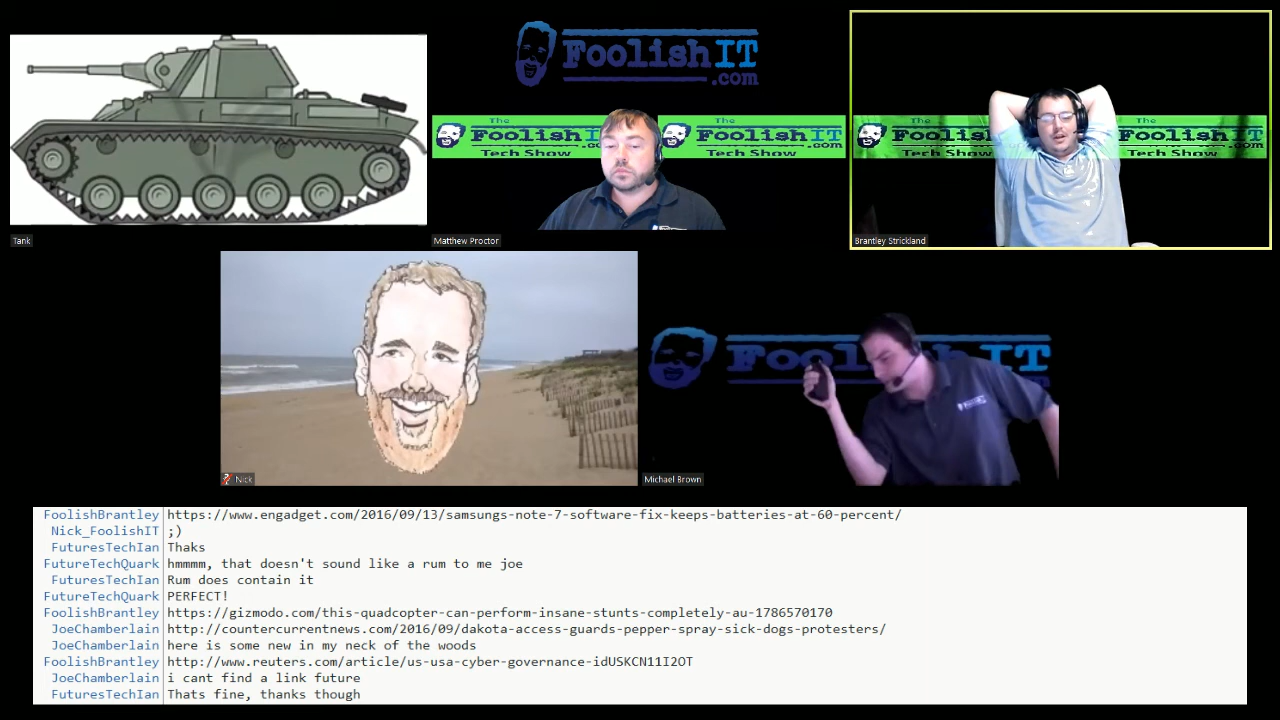 FoolishIT
.com
The
FoolishIT
.com
Tech Show
The
FoolishIT
.com
Tech Show
The
Foolish
Tech Show
The
FoolishIT
.com
Tech Show
Tank
Matthew Proctor
Brantley Strickland
FoolishIT
Nick
Michael Brown
FoolishBrantley https://www.engadget.com/2016/09/13/samsungs-note-7-software-fix-keeps-batteries-at-60-percent/
Nick_FoolishIT ;)
FuturesTechIan Thaks
FutureTechQuark hmmmm, that doesn't sound like a rum to me joe
FuturesTechIan Rum does contain it
FutureTechQuark PERFECT!
FoolishBrantley https://gizmodo.com/this-quadcopter-can-perform-insane-stunts-completely-au-1786570170
JoeChamberlain http://countercurrentnews.com/2016/09/dakota-access-guards-pepper-spray-sick-dogs-protesters/
JoeChamberlain here is some new in my neck of the woods
FoolishBrantley http://www.reuters.com/article/us-usa-cyber-governance-idUSKCN11I2OT
JoeChamberlain i cant find a link future
FuturesTechIan Thats fine, thanks though